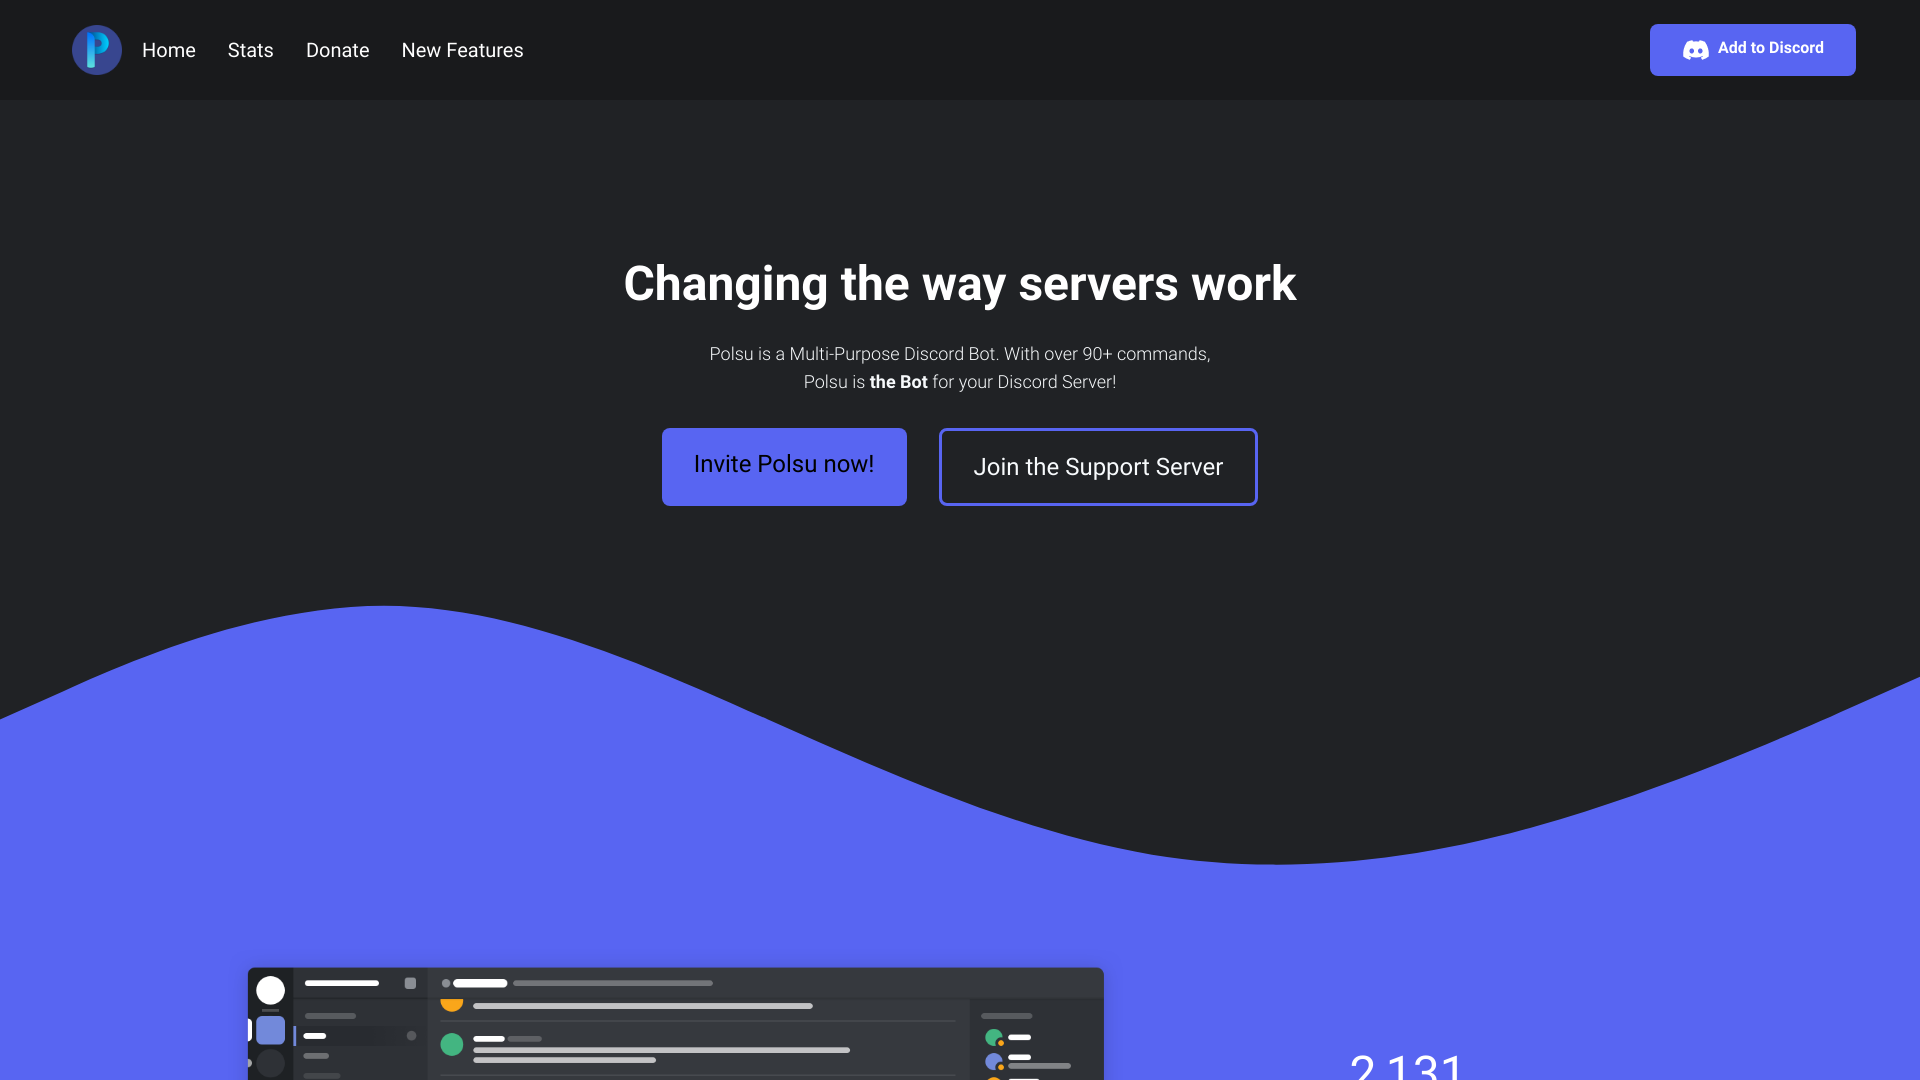 P
Home Stats Donate New Features
Add to Discord
Changing the way servers work
Polsu is a Multi-Purpose Discord Bot. With over 90+ commands,
Polsu is the Bot for your Discord Server!
Invite Polsu now!
Join the Support Server
2,131